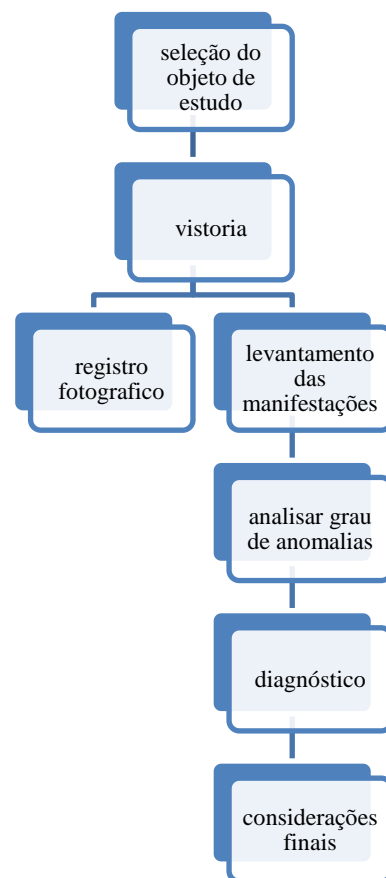 seleção do
objeto de
estudo
vistoria
registro
fotografico
levantamento
das
manifestações
analisar grau
de anomalias
diagnóstico
considerações
finais